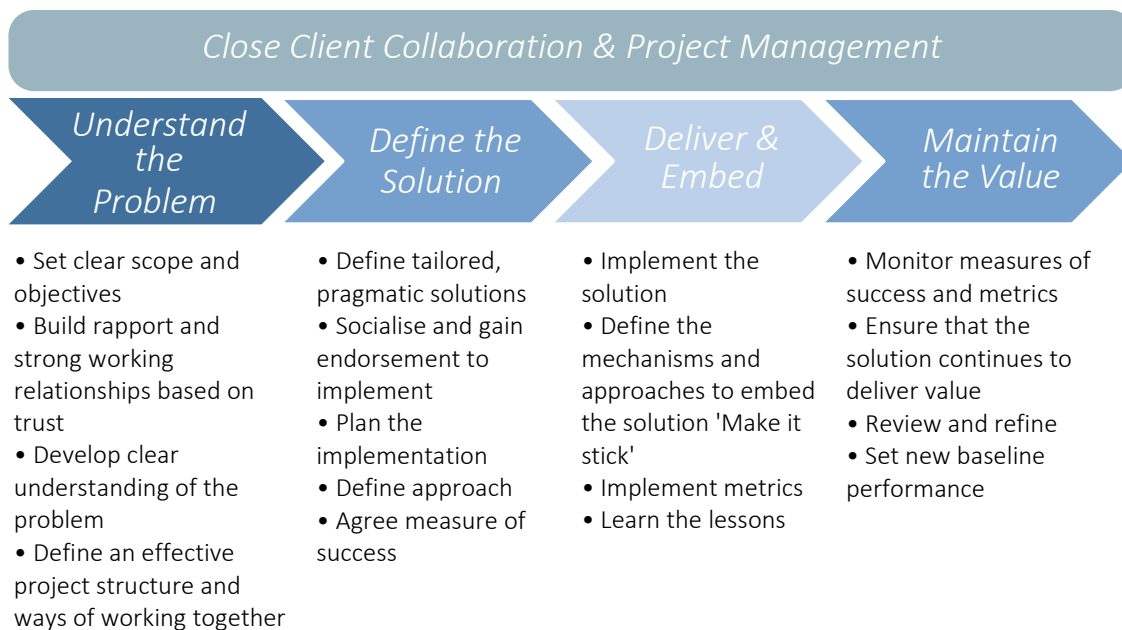 Close Client Collaboration & Project Management
Understand
the
Problem
Define the
Solution
Deliver &
Embed
Maintain
the Value
• Set clear scope and
objectives
• Build rapport and
strong working
relationships based on
trust
• Develop clear
understanding of the
problem
• Define an effective
project structure and
ways of working together
• Define tailored,
pragmatic solutions
• Socialise and gain
endorsement to
implement
• Plan the
implementation
• Define approach
• Agree measure of
success
• Implement the
solution
• Define the
mechanisms and
approaches to embed
the solution 'Make it
stick'
• Implement metrics
• Learn the lessons
• Monitor measures of
success and metrics
• Ensure that the
solution continues to
deliver value
• Review and refine
• Set new baseline
performance